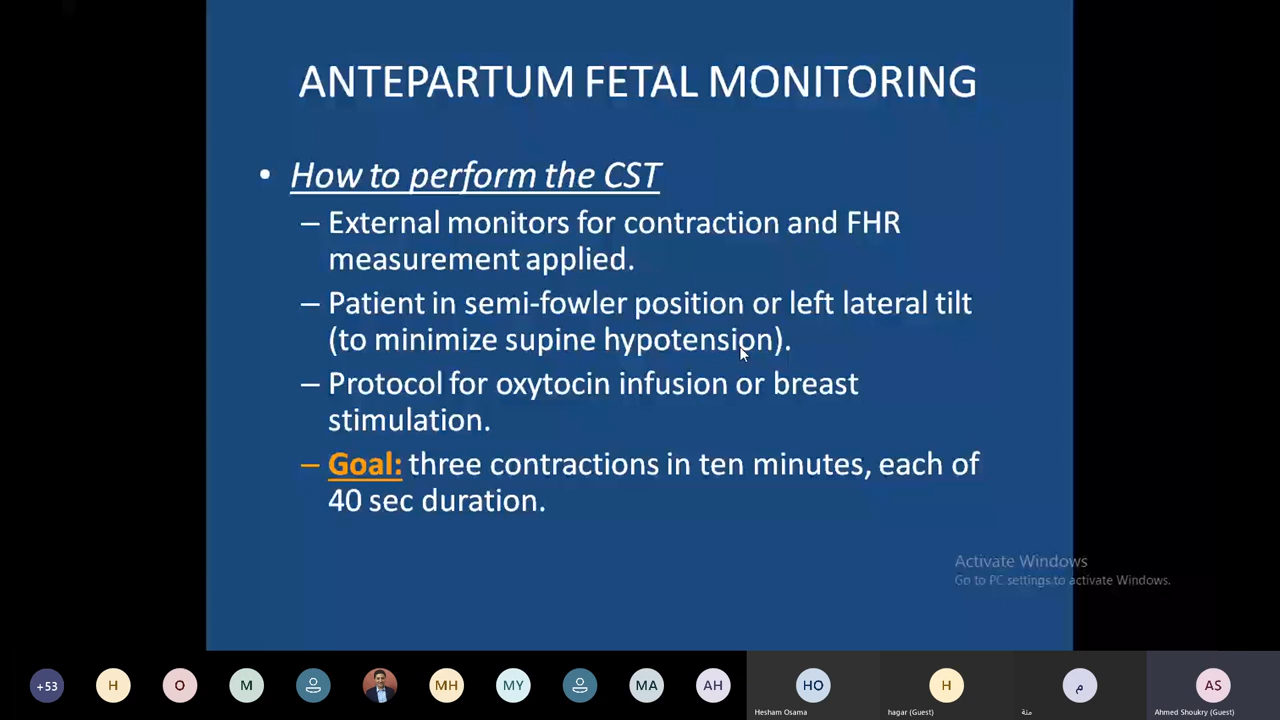 ANTEPARTUM FETAL MONITORING
• How to perform the CST
– External monitors for contraction and FHR
measurement applied.
– Patient in semi-fowler position or left lateral tilt
(to minimize supine hypotension).
– Protocol for oxytocin infusion or breast
stimulation.
– Goal: three contractions in ten minutes, each of
40 sec duration.
Activate Windows
Go to PC settings to activate Windows.
+53
H
O
M
MH
MY
MA
AH
HO
H
م
AS
Hesham Osama
hagar (Guest)
منة
Ahmed Shoukry (Guest)